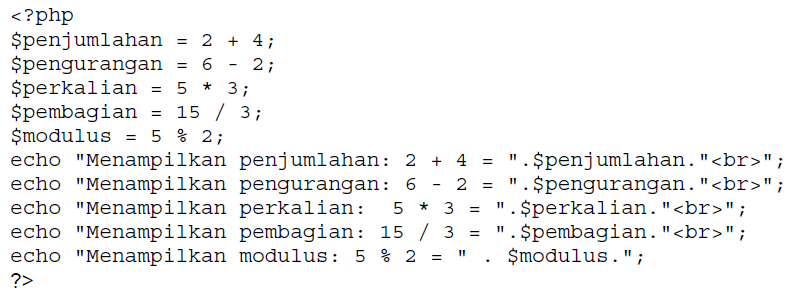 <?php
$penjumlahan = 2 + 4;
$pengurangan = 6 - 2;
$perkalian = 5 * 3;
$pembagian = 15 / 3;
$modulus = 5 % 2;
echo "Menampilkan penjumlahan: 2 + 4 = ".$penjumlahan."<br>";
echo "Menampilkan pengurangan: 6 - 2 = ".$pengurangan."<br>";
echo "Menampilkan perkalian:  5 * 3 = ".$perkalian."<br>";
echo "Menampilkan pembagian: 15 / 3 = ".$pembagian."<br>";
echo "Menampilkan modulus: 5 % 2 = " . $modulus.";
?>